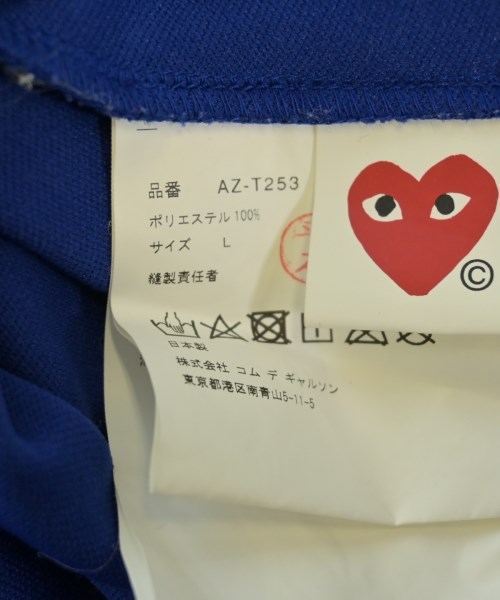 品番 AZ-T253
ポリエステル 100%
サイズ L
縫製責任者
©
日本製
株式会社 コム デ ギャルソン
東京都港区南青山5-11-5